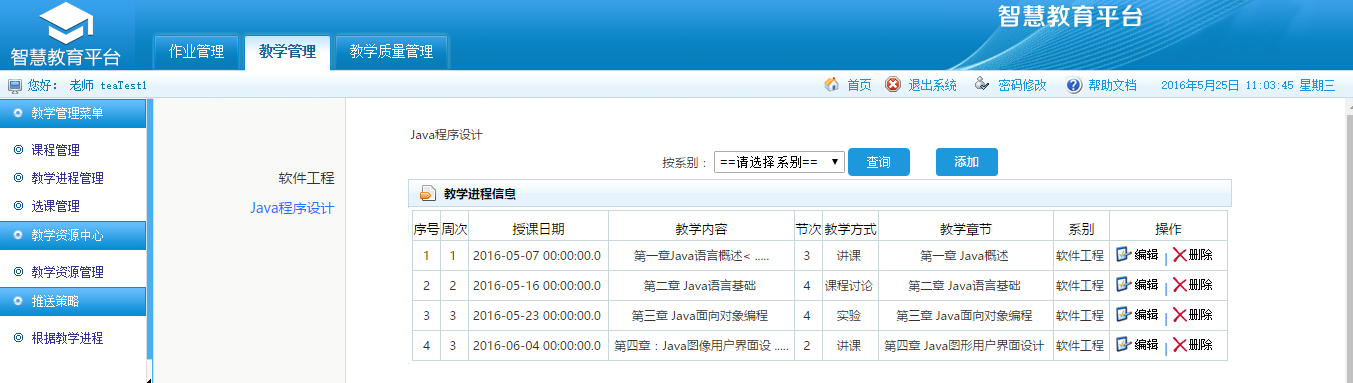 智慧教育平台
智慧教育平台
作业管理 教学管理 教学质量管理
您好: 老师 teaTest1 首页 退出系统 密码修改 帮助文档 2016年5月25日 11:03:45 星期三
教学管理菜单
课程管理
教学进程管理
选课管理
教学资源中心
教学资源管理
推送策略
根据教学进程
软件工程
Java程序设计
Java程序设计
按系别: ==请选择系别== 查询 添加
教学进程信息
序号 周次 授课日期 教学内容 节次 教学方式 教学章节 系别 操作
1 1 2016-05-07 00:00:00.0 第一章Java语言概述< ..... 3 讲课 第一章 Java概述 软件工程 编辑 | 删除
2 2 2016-05-16 00:00:00.0 第二章 Java语言基础 4 课程讨论 第二章 Java语言基础 软件工程 编辑 | 删除
3 3 2016-05-23 00:00:00.0 第三章 Java面向对象编程 4 实验 第三章 Java面向对象编程 软件工程 编辑 | 删除
4 3 2016-06-04 00:00:00.0 第四章：Java图像用户界面设 ..... 2 讲课 第四章 Java图形用户界面设计 软件工程 编辑 | 删除